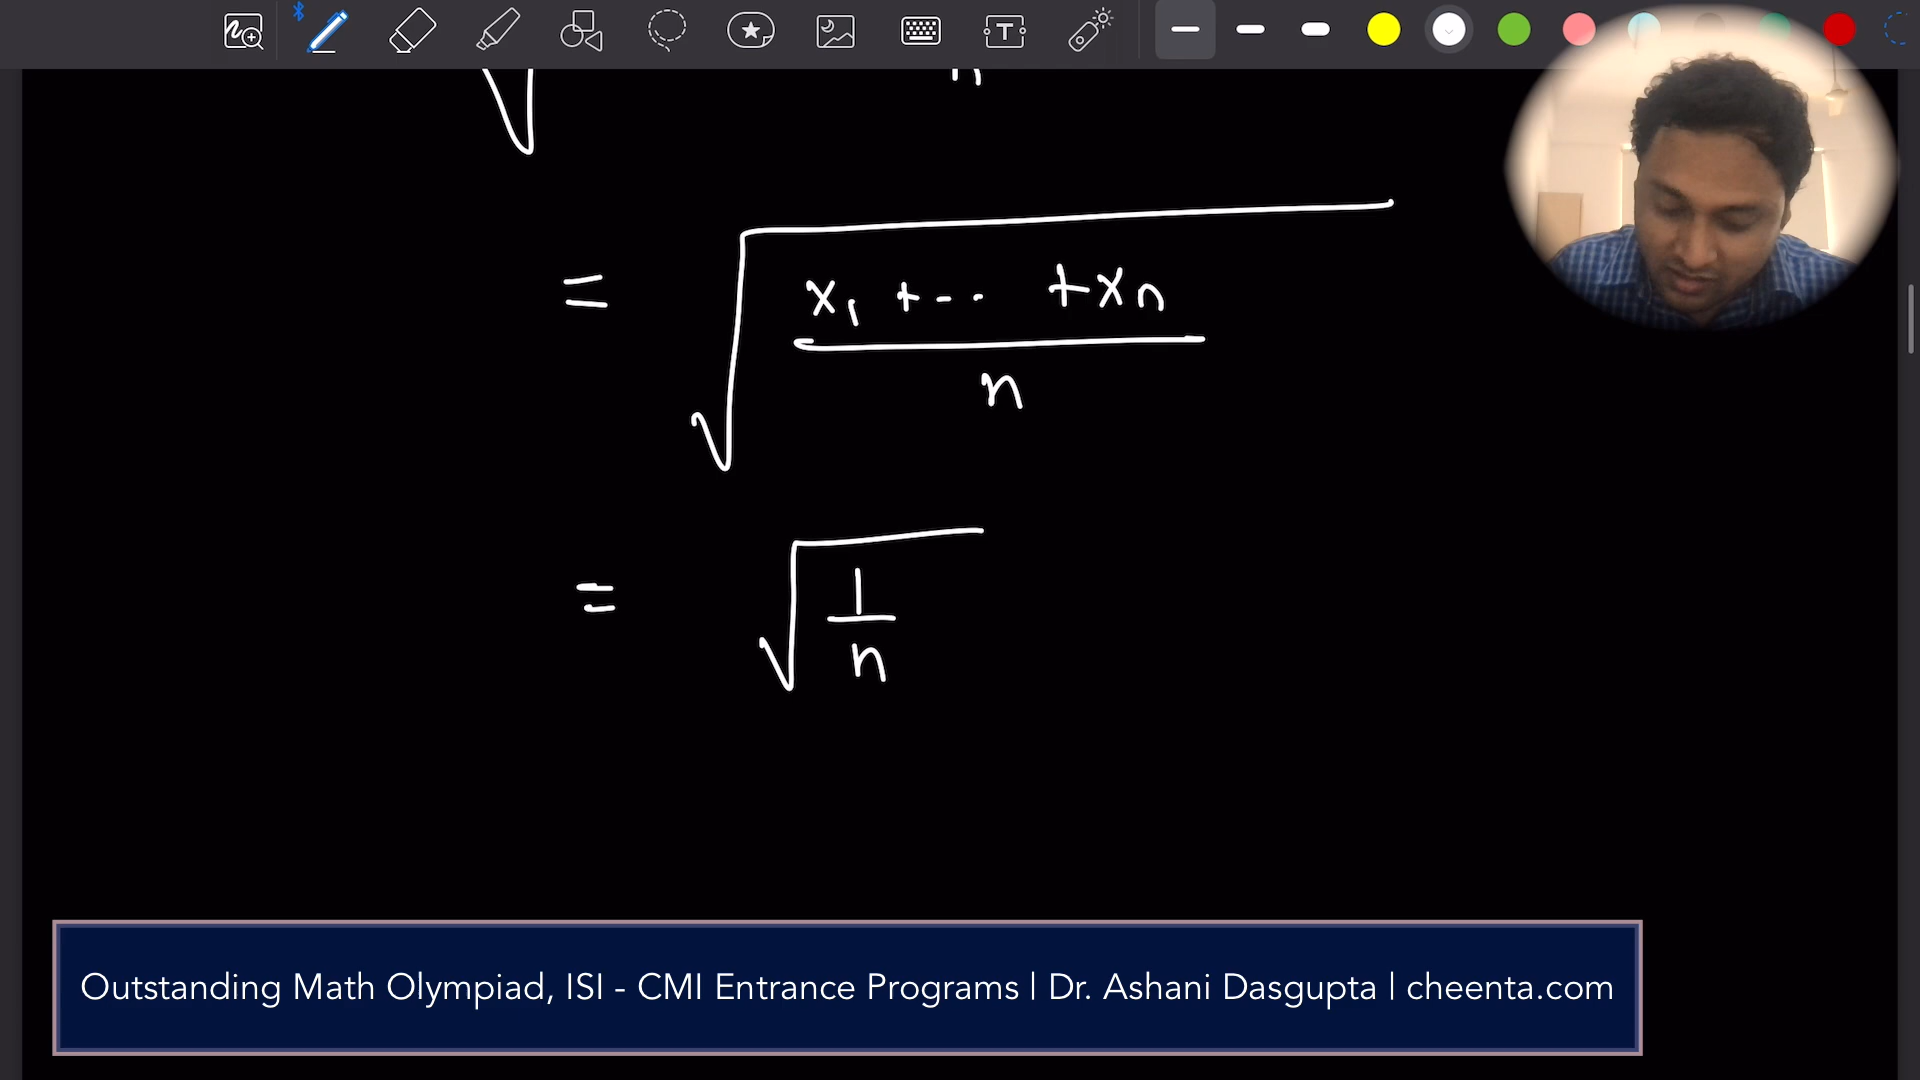 n
= √((x₁ + -- +xn)/n)
= √(1/n)
Outstanding Math Olympiad, ISI - CMI Entrance Programs | Dr. Ashani Dasgupta | cheenta.com